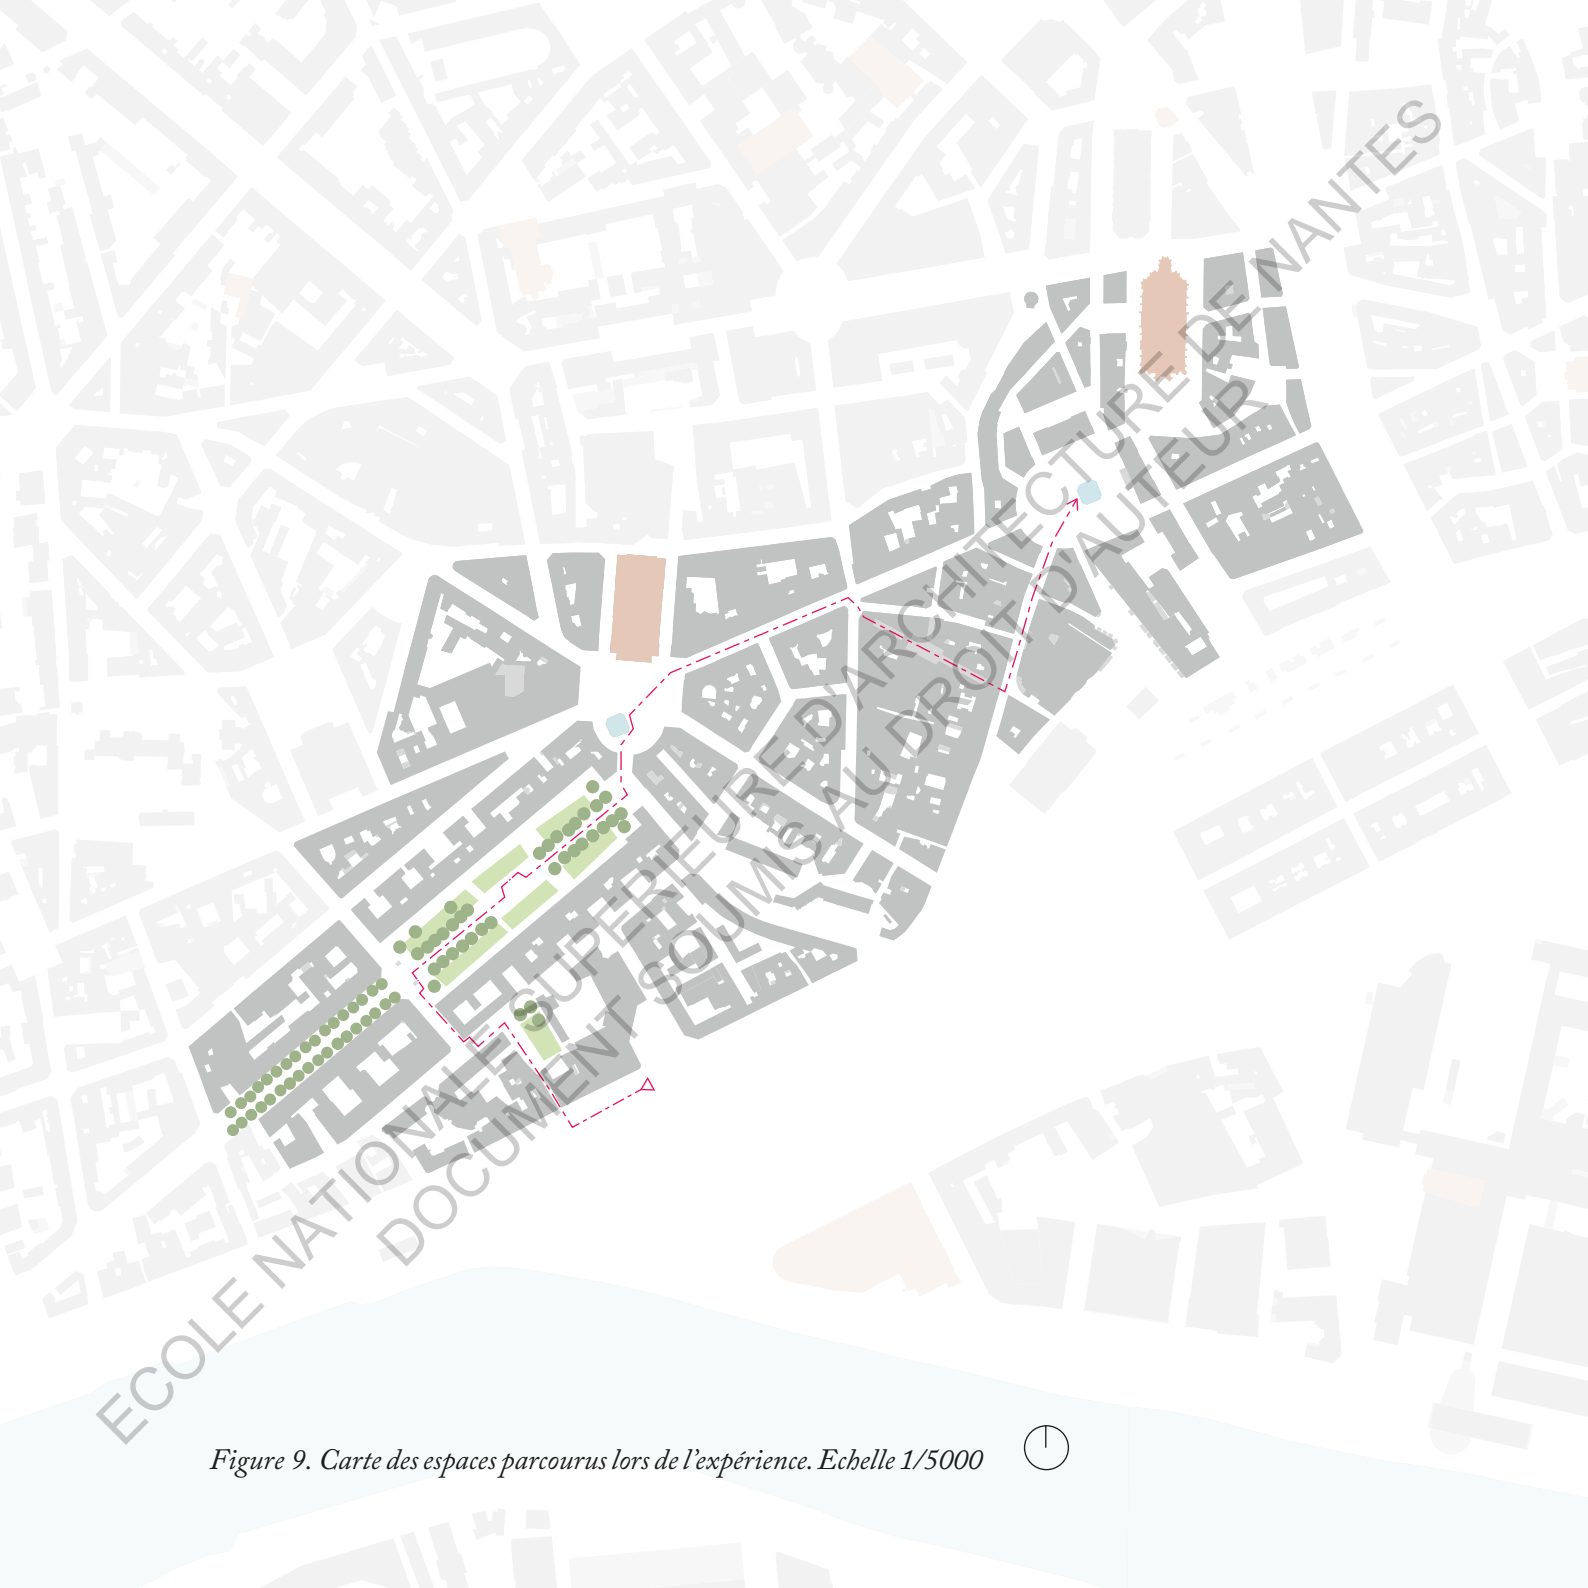 ECOLE NATIONALE SUPERIEURE D'ARCHITECTURE DE NANTES
DOCUMENT SOUMIS AU DROIT D'AUTEUR
Figure 9. Carte des espaces parcourus lors de l’expérience. Echelle 1/5000